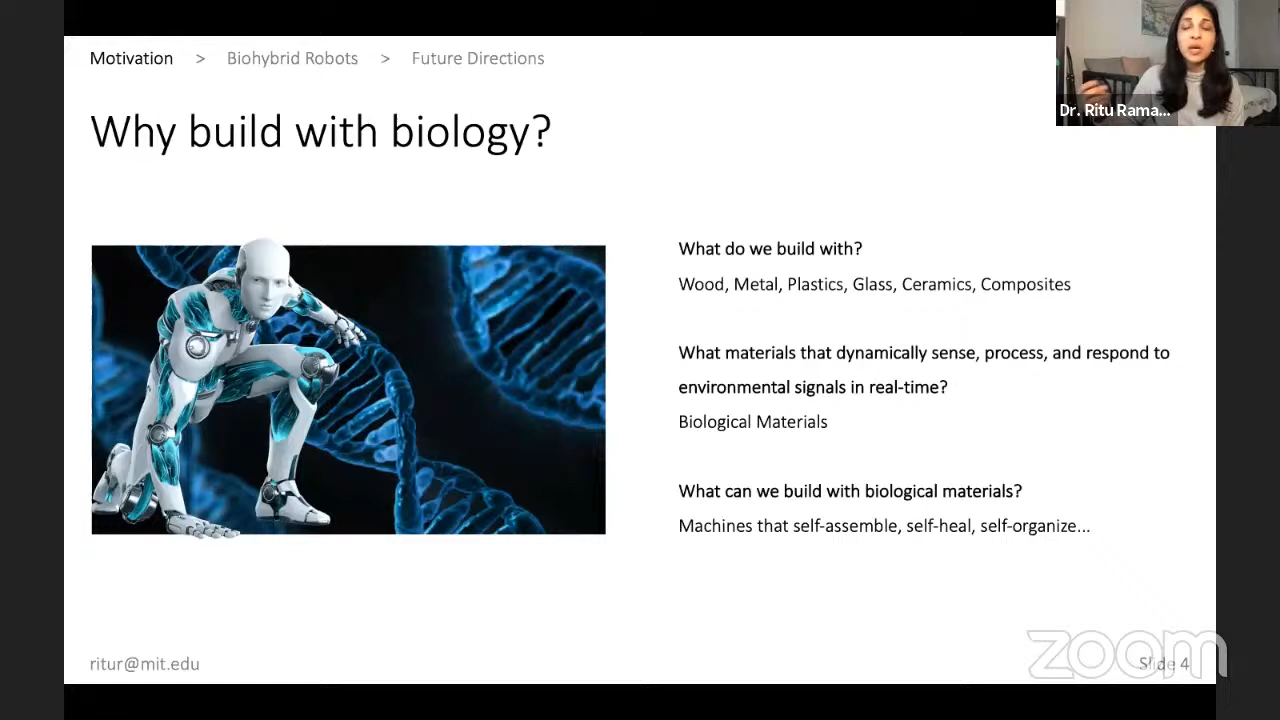 Motivation > Biohybrid Robots > Future Directions
Dr. Ritu Rama...
Why build with biology?
What do we build with?
Wood, Metal, Plastics, Glass, Ceramics, Composites
What materials that dynamically sense, process, and respond to
environmental signals in real-time?
Biological Materials
What can we build with biological materials?
Machines that self-assemble, self-heal, self-organize...
ritur@mit.edu
zoom
Slide 4